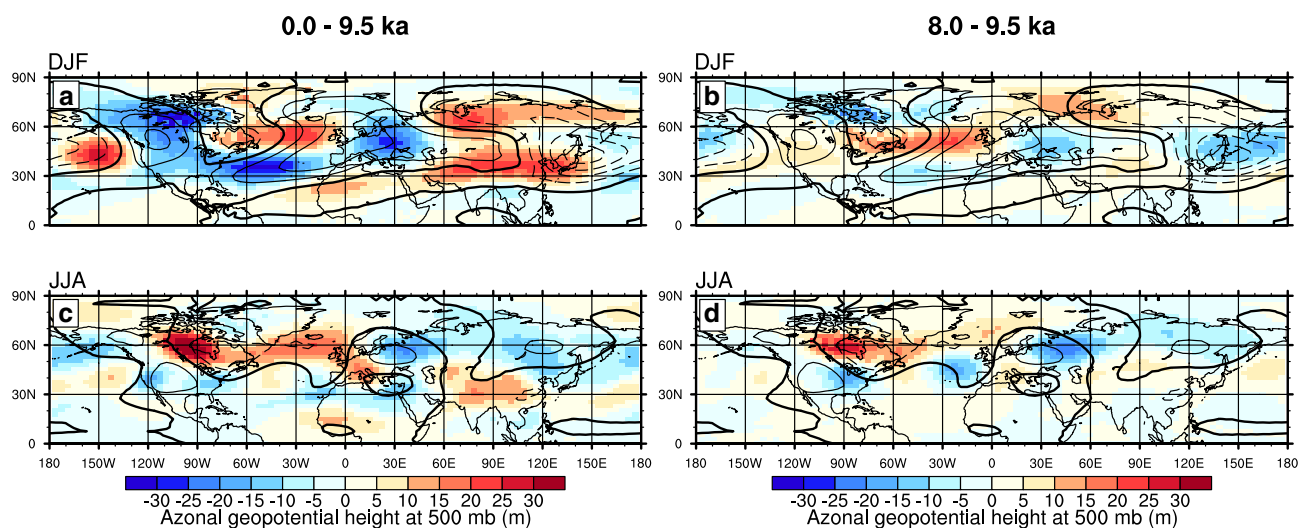 0.0 - 9.5 ka
8.0 - 9.5 ka
DJF
DJF
90N
60N
30N
0
a
90N
60N
30N
0
b
JJA
JJA
90N
60N
30N
0
c
90N
60N
30N
0
d
180 150W 120W 90W 60W 30W 0 30E 60E 90E 120E 150E 180
180 150W 120W 90W 60W 30W 0 30E 60E 90E 120E 150E 180
-30 -25 -20 -15 -10 -5 0 5 10 15 20 25 30
-30 -25 -20 -15 -10 -5 0 5 10 15 20 25 30
Azonal geopotential height at 500 mb (m)
Azonal geopotential height at 500 mb (m)